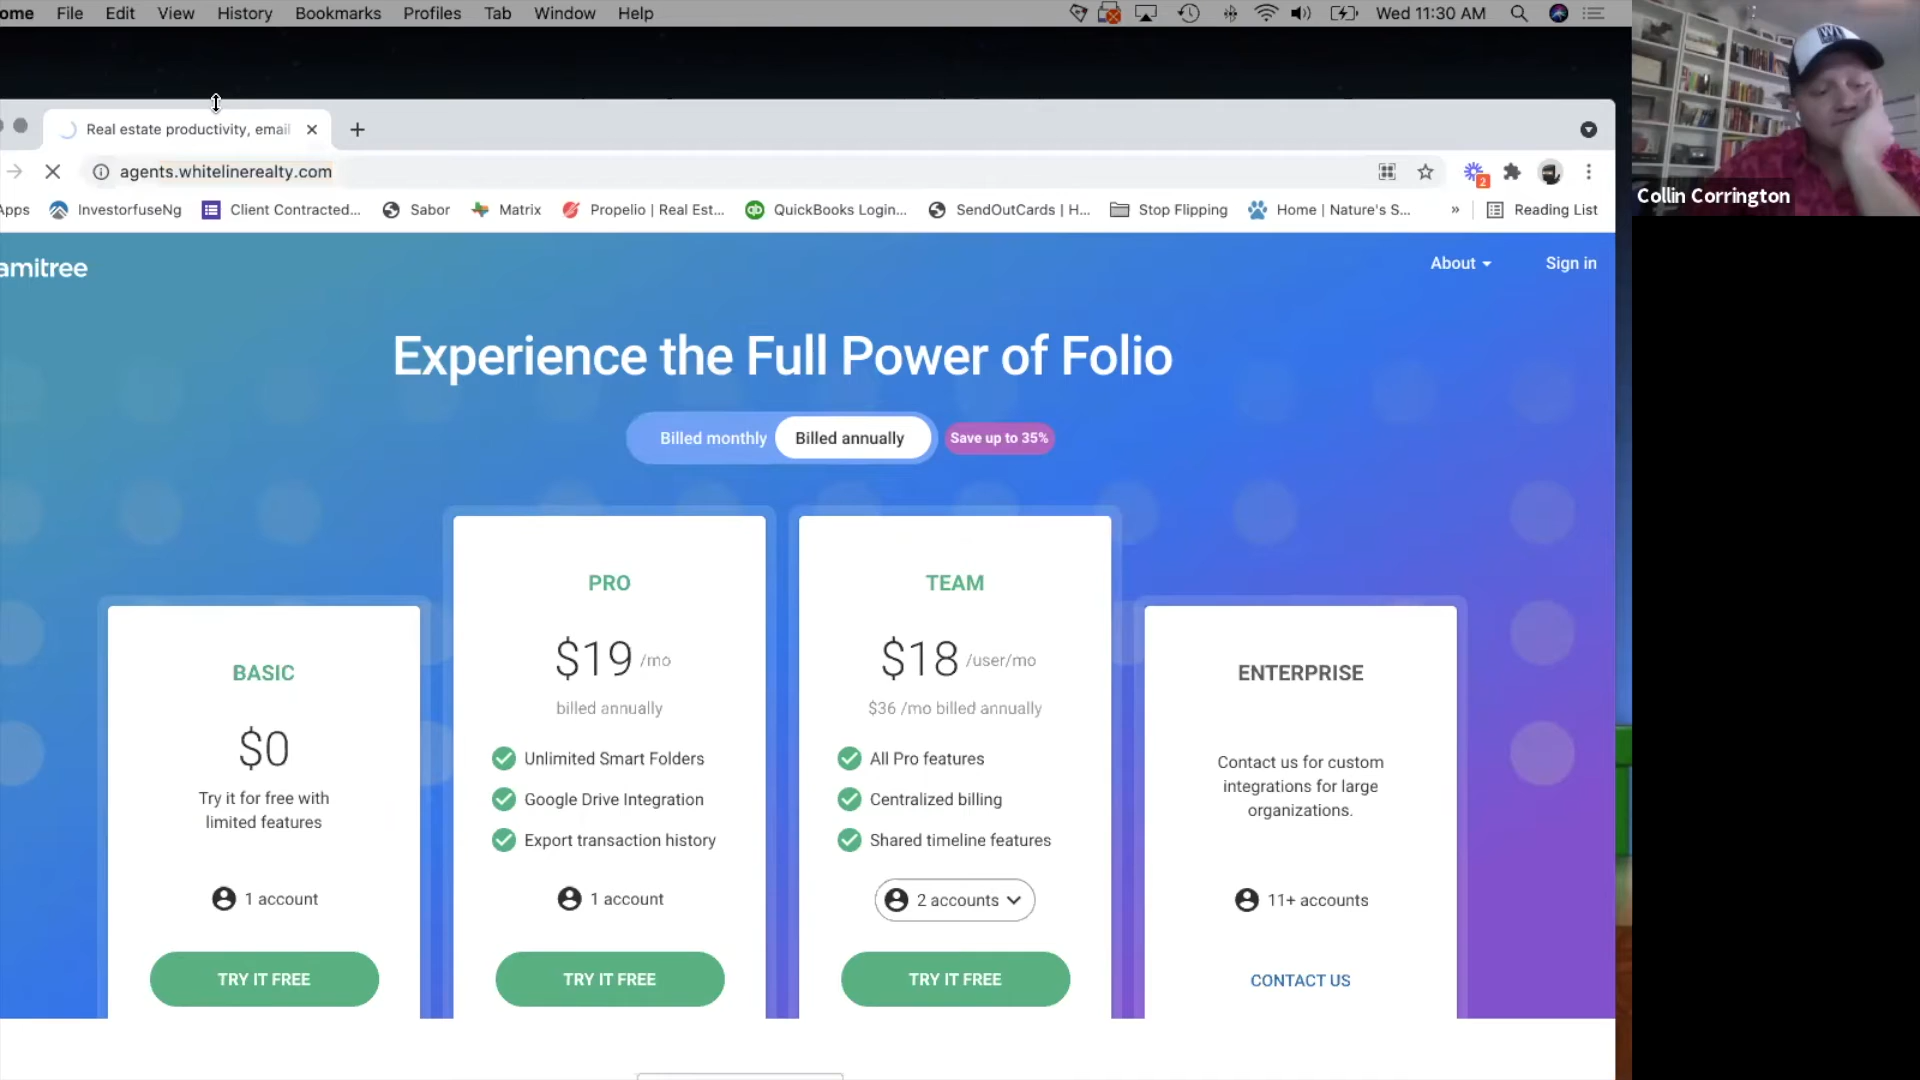 ome File Edit View History Bookmarks Profiles Tab Window Help Wed 11:30 AM
Real estate productivity, email
agents.whitelinerealty.com
2
Apps InvestorfuseNg Client Contracted... Sabor Matrix Propelio | Real Est... QuickBooks Login... SendOutCards | H... Stop Flipping Home | Nature's S... » Reading List
Collin Corrington
amitree About Sign in
Experience the Full Power of Folio
Billed monthly Billed annually Save up to 35%
BASIC
$0
Try it for free with
limited features
1 account
TRY IT FREE
PRO
$19 /mo
billed annually
Unlimited Smart Folders
Google Drive Integration
Export transaction history
1 account
TRY IT FREE
TEAM
$18 /user/mo
$36 /mo billed annually
All Pro features
Centralized billing
Shared timeline features
2 accounts
TRY IT FREE
ENTERPRISE
Contact us for custom
integrations for large
organizations.
11+ accounts
CONTACT US